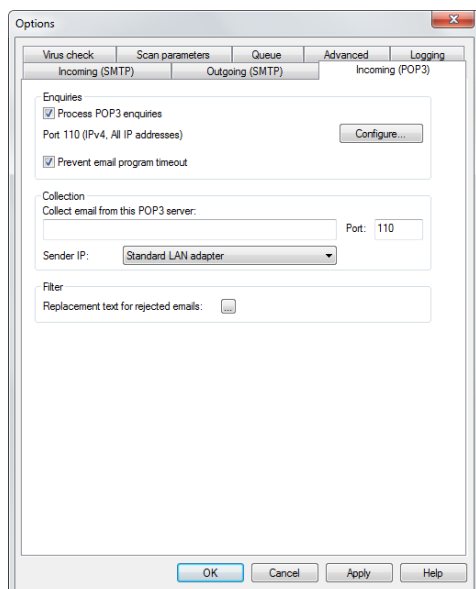 Options
Virus check Scan parameters Queue Advanced Logging
Incoming (SMTP) Outgoing (SMTP) Incoming (POP3)
Enquiries
Process POP3 enquiries
Port 110 (IPv4, All IP addresses) Configure...
Prevent email program timeout
Collection
Collect email from this POP3 server:
Port: 110
Sender IP: Standard LAN adapter
Filter
Replacement text for rejected emails: ...
OK Cancel Apply Help